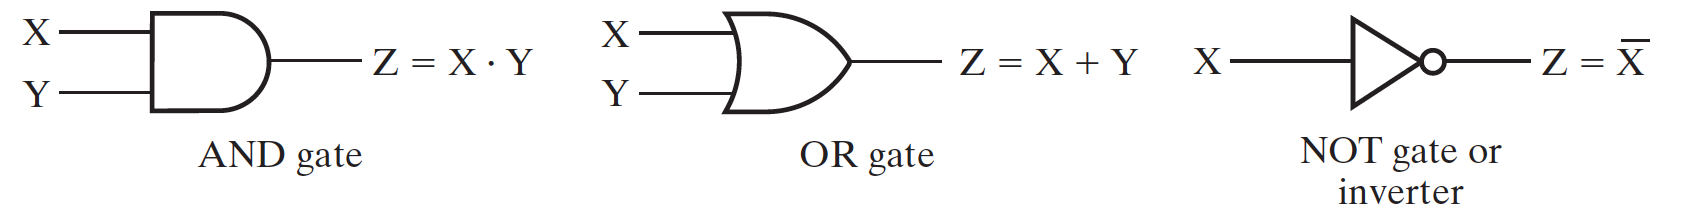 X
Y
Z = X · Y
AND gate
X
Y
Z = X + Y
OR gate
X
Z = X̅
NOT gate or
inverter